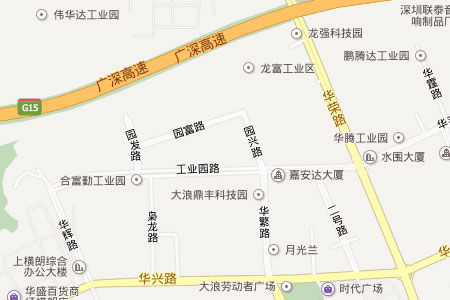 伟华达工业园
深圳联泰音
响制品厂
龙强科技园
鹏腾达工业园
广深高速
广深高速
龙富工业区
G15
华荣路
华霆路
园富路
园发路
园兴路
华腾工业园
水围大厦
工业园路
合富勤工业园
嘉安达大厦
大浪鼎丰科技园
枭龙路
华辉路
华繁路
二号路
上横朗综合
办公大楼
月光兰
华兴路
华盛百货商
大浪劳动者广场
时代广场